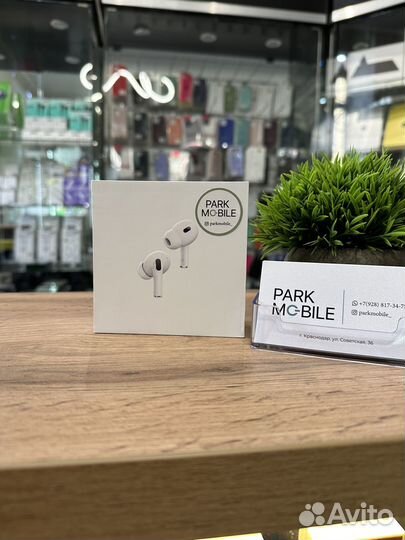 PARK
MOBILE
parkmobile_
PARK
MOBILE
+7(928) 817-34-7
parkmobile_
г. Краснодар, ул. Советская, 36
Avito